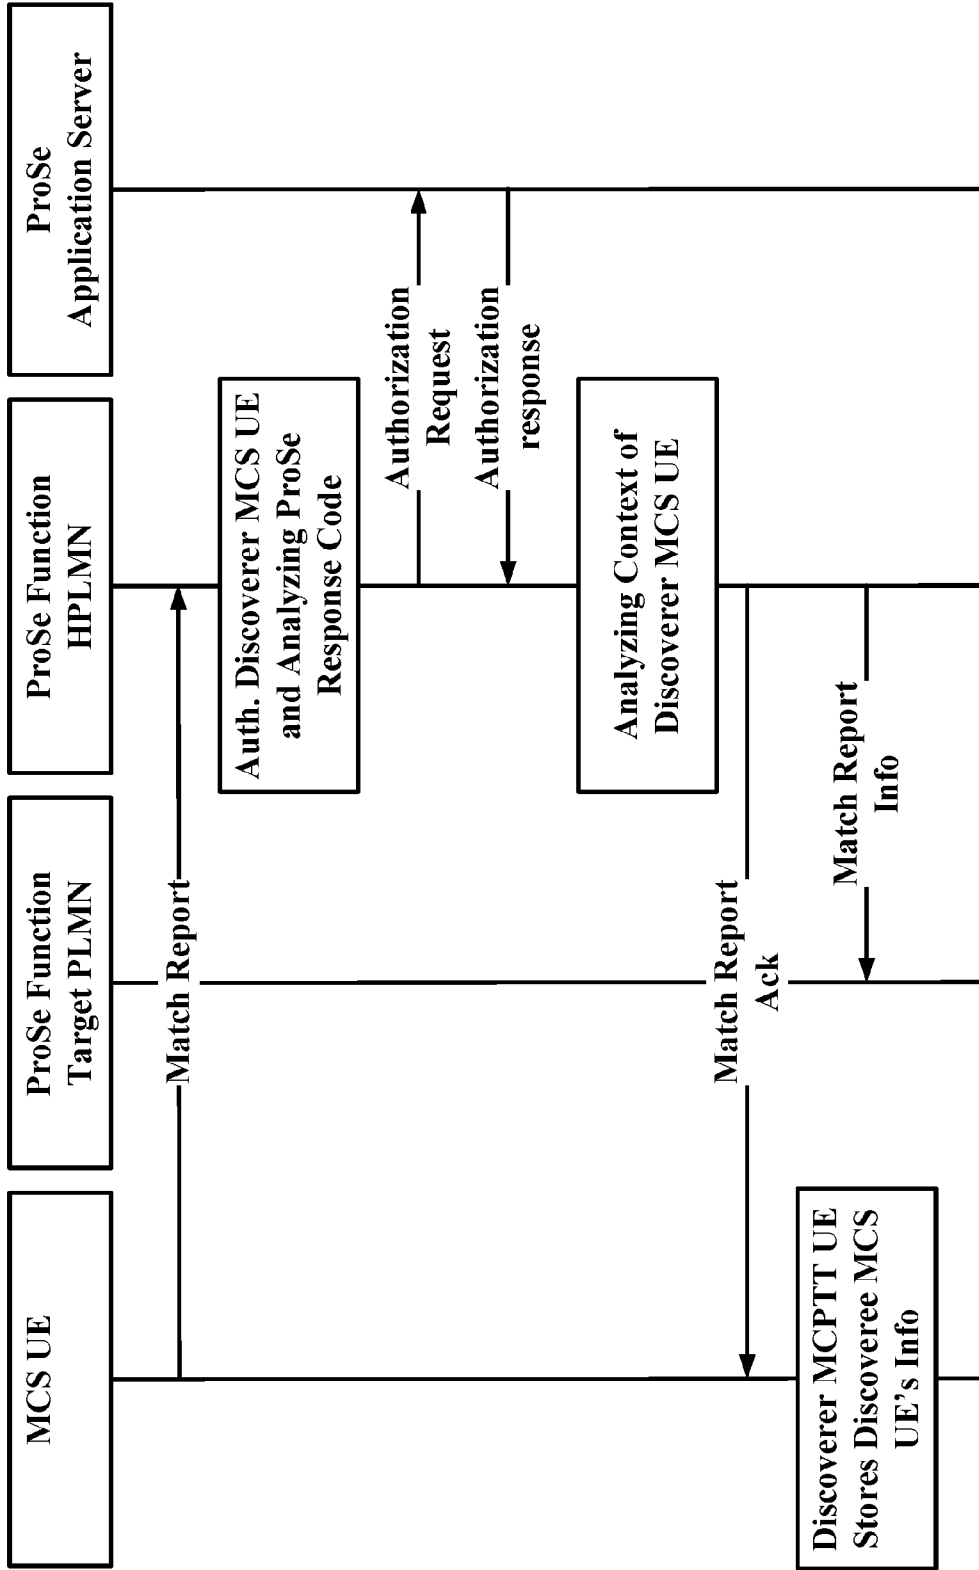 MCS UE
ProSe Function
Target PLMN
ProSe Function
HPLMN
ProSe
Application Server
Match Report
Auth. Discoverer MCS UE
and Analyzing ProSe
Response Code
Authorization
Request
Authorization
response
Analyzing Context of
Discoverer MCS UE
Match Report
Ack
Discoverer MCPTT UE
Stores Discoveree MCS
UE's Info
Match Report
Info